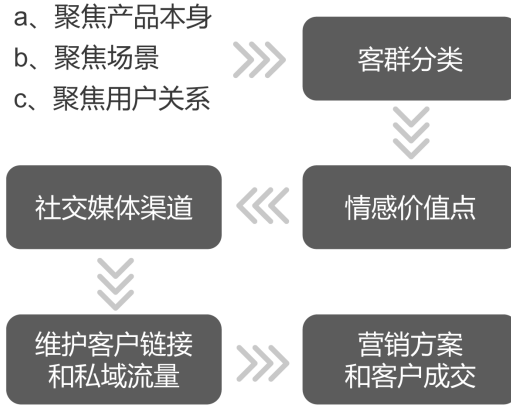 a、聚焦产品本身
b、聚焦场景
c、聚焦用户关系
客群分类
情感价值点
社交媒体渠道
维护客户链接
和私域流量
营销方案
和客户成交